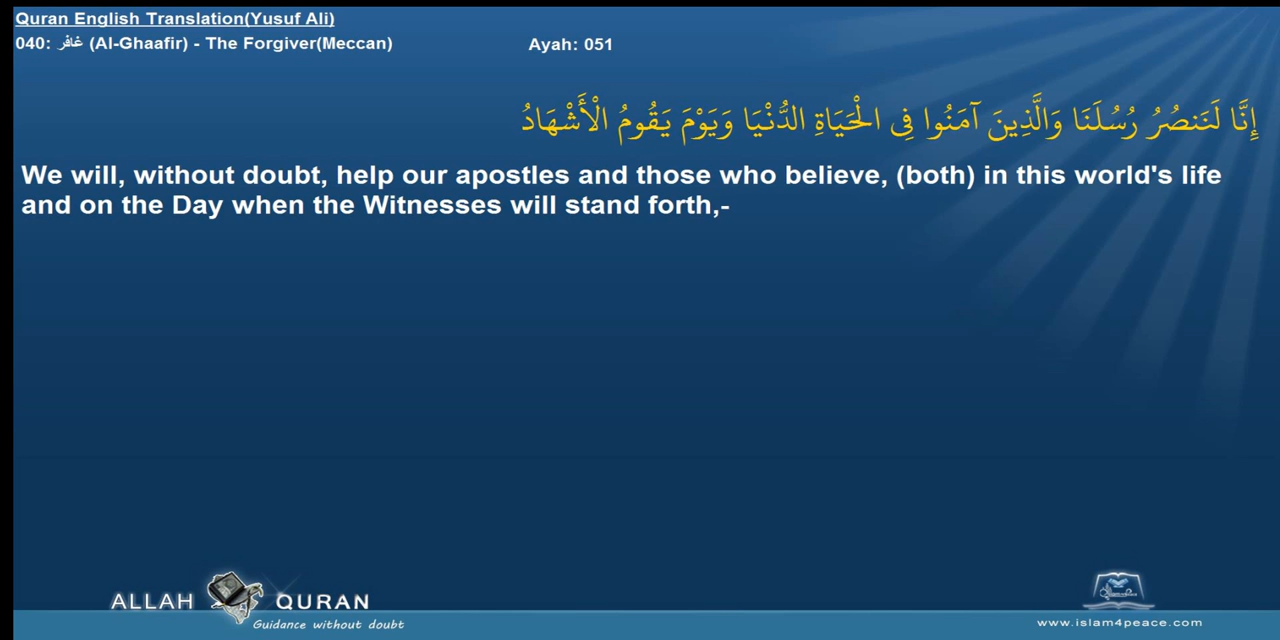 Quran English Translation(Yusuf Ali)
040: غافر (Al-Ghaafir) - The Forgiver(Meccan) Ayah: 051
إِنَّا لَنَنصُرُ رُسُلَنَا وَالَّذِينَ آمَنُوا فِي الْحَيَاةِ الدُّنْيَا وَيَوْمَ يَقُومُ الْأَشْهَادُ
We will, without doubt, help our apostles and those who believe, (both) in this world's life
and on the Day when the Witnesses will stand forth,-
ALLAH QURAN
Guidance without doubt
www.islam4peace.com